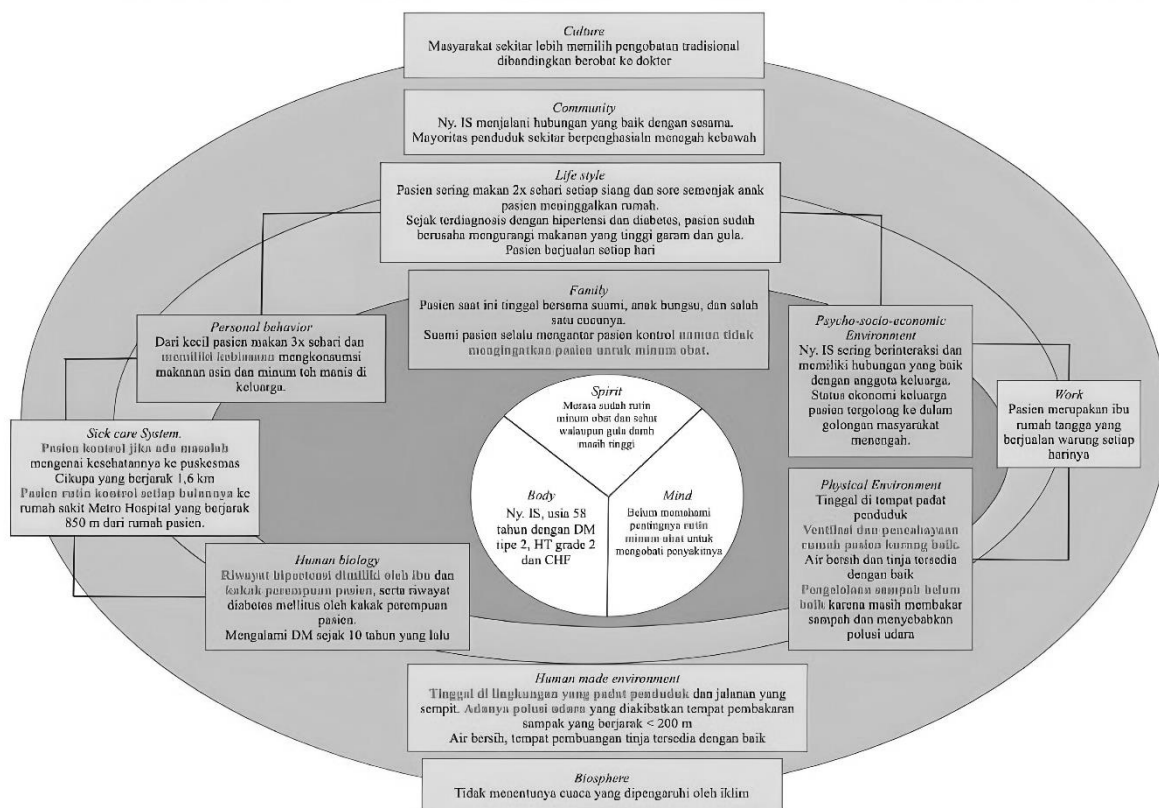 Culture
Masyarakat sekitar lebih memilih pengobatan tradisional
dibandingkan berobat ke dokter
Community
Ny. IS menjalani hubungan yang baik dengan sesama.
Mayoritas penduduk sekitar berpenghasialn menegah kebawah
Life style
Pasien sering makan 2x sehari setiap siang dan sore semenjak anak
pasien meninggalkan rumah.
Sejak terdiagnosis dengan hipertensi dan diabetes, pasien sudah
berusaha mengurangi makanan yang tinggi garam dan gula.
Pasien berjualan setiap hari
Family
Pasien saat ini tinggal bersama suami, anak bungsu, dan salah
satu cucunya.
Suami pasien selalu mengantar pasien kontrol namun tidak
mengingatkan pasien untuk minum obat.
Personal behavior
Dari kecil pasien makan 3x sehari dan
memiliki kebiasaan mengkonsumsi
makanan asin dan minum teh manis di
keluarga.
Psycho-socio-economic
Environment
Ny. IS sering berinteraksi dan
memiliki hubungan yang baik
dengan anggota keluarga.
Status ekonomi keluarga
pasien tergolong ke dalam
golongan masyarakat
menengah.
Sick care System.
Pasien kontrol jika ada masalah
mengenai kesehatannya ke puskesmas
Cikupa yang berjarak 1,6 km
Pasien rutin kontrol setiap bulannya ke
rumah sakit Metro Hospital yang berjarak
850 m dari rumah pasien.
Work
Pasien merupakan ibu
rumah tangga yang
berjualan warung setiap
harinya
Spirit
Merasa sudah rutin
minum obat dan sehat
walaupun gula darah
masih tinggi
Body
Ny. IS, usia 58
tahun dengan DM
tipe 2, HT grade 2
dan CHF
Mind
Belum memahami
pentingnya rutin
minum obat untuk
mengobati penyakitnya
Human biology
Riwayat hipertensi dimiliki oleh ibu dan
kakak perempuan pasien, serta riwayat
diabetes mellitus oleh kakak perempuan
pasien.
Mengalami DM sejak 10 tahun yang lalu
Physical Environment
Tinggal di tempat padat
penduduk
Ventilasi dan pencahayaan
rumah pasien kurang baik.
Air bersih dan tinja tersedia
dengan baik
Pengelolaan sampah belum
baik karena masih membakar
sampah dan menyebabkan
polusi udara
Human made environment
Tinggal di lingkungan yang padat penduduk dan jalanan yang
sempit. Adanya polusi udara yang diakibatkan tempat pembakaran
sampak yang berjarak < 200 m
Air bersih, tempat pembuangan tinja tersedia dengan baik
Biosphere
Tidak menentunya cuaca yang dipengaruhi oleh iklim